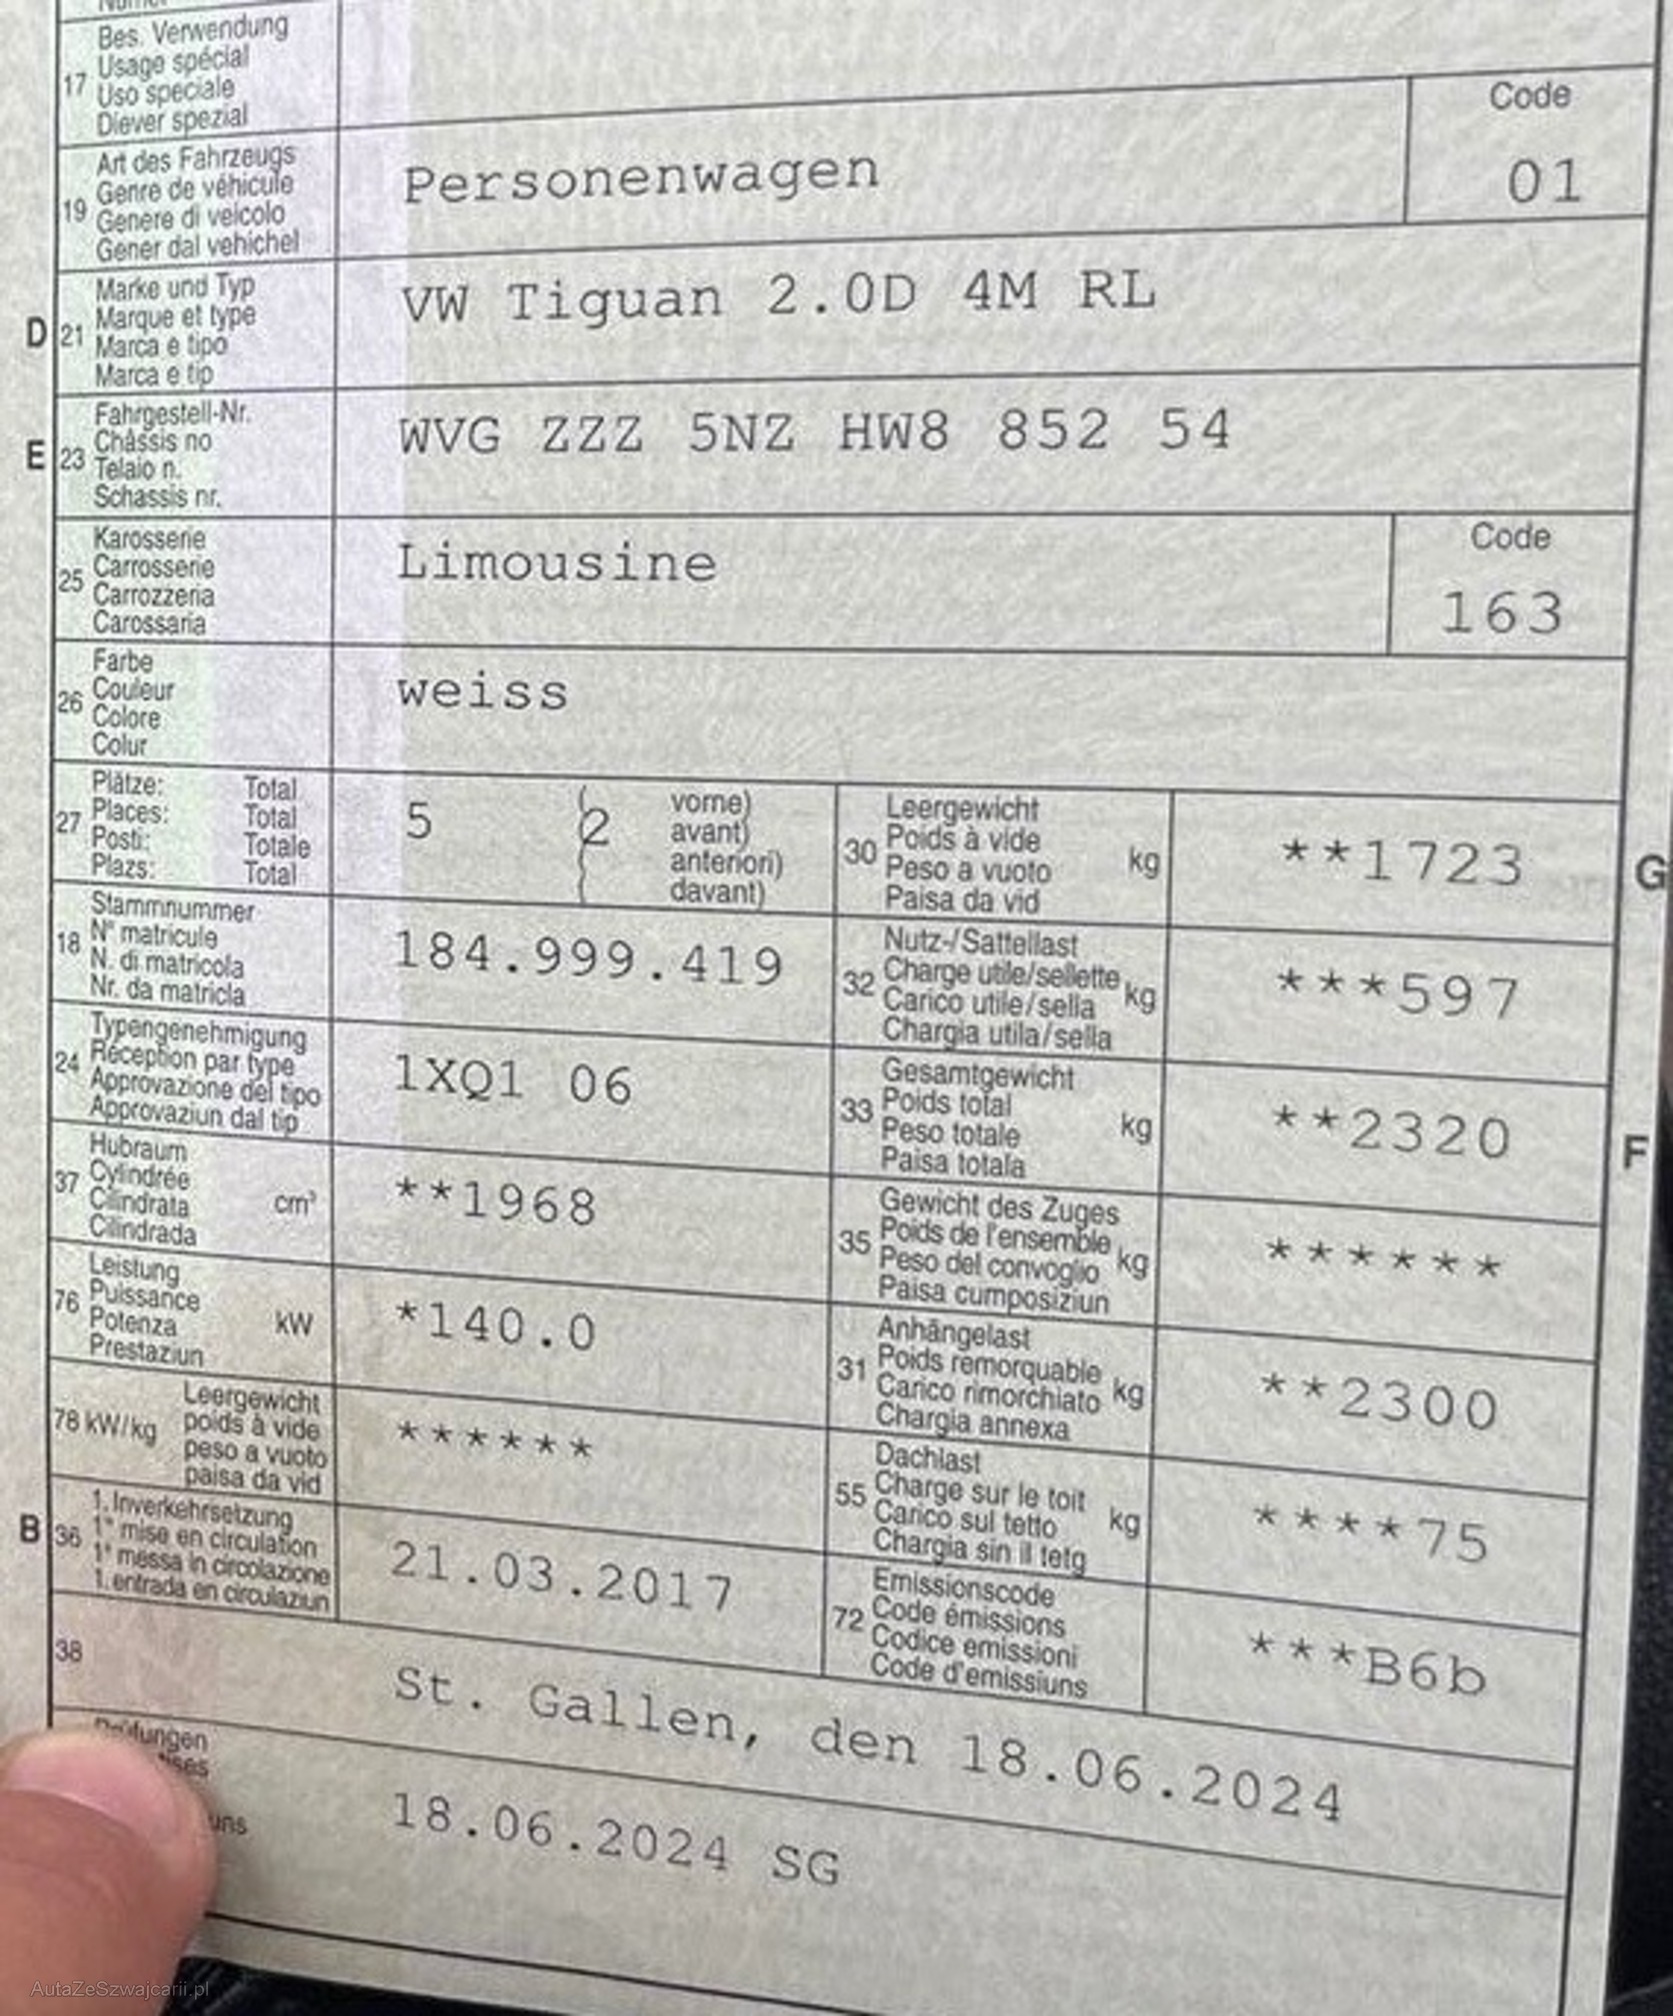 Bes. Verwendung
Usage spécial
17 Uso speciale
Diever spezial
Code
Art des Fahrzeugs
Genre de véhicule
19 Genere di veicolo
Gener dal vehichel
Personenwagen
01
Marke und Typ
Marque et type
D 21 Marca e tipo
Marca e tip
VW Tiguan 2.0D 4M RL
Fahrgestell-Nr.
Châssis no
E 23 Telaio n.
Schassis nr.
WVG ZZZ 5NZ HW8 852 54
Karosserie
Carrosserie
25 Carrozzeria
Carossaria
Limousine
Code
163
Farbe
26 Couleur
Colore
Colur
weiss
Plätze: Total
27 Places: Total
Posti: Totale
Plazs: Total
5 (2 vorne)
avant)
anteriori)
( davant)
Leergewicht
30 Poids à vide
Peso a vuoto kg
Paisa da vid
**1723
G
Stammnummer
18 N° matricule
N. di matricola
Nr. da matricla
184.999.419
Nutz-/Sattellast
32 Charge utile/sellette
Carico utile/sella kg
Chargia utila/sella
***597
Typengenehmigung
24 Réception par type
Approvazione del tipo
Approvaziun dal tip
1XQ1 06
Gesamtgewicht
33 Poids total
Peso totale kg
Paisa totala
**2320
F
Hubraum
37 Cylindrée
Cilindrata cm³
Cilindrada
**1968
Gewicht des Zuges
35 Poids de l'ensemble
Peso del convoglio kg
Paisa cumposiziun
******
Leistung
76 Puissance
Potenza kW
Prestaziun
*140.0
Anhängelast
31 Poids remorquable
Carico rimorchiato kg
Chargia annexa
**2300
Leergewicht
78 kW/kg poids à vide
peso a vuoto
paisa da vid
******
Dachlast
55 Charge sur le toit
Carico sul tetto kg
Chargia sin il tetg
****75
1. Inverkehrsetzung
B 36 1re mise en circulation
1a messa in circolazione
1. entrada en circulaziun
21.03.2017
Emissionscode
72 Code émissions
Codice emissioni
Code d'emissiuns
***B6b
38
St. Gallen, den 18.06.2024
18.06.2024 SG
AutaZeSzwajcarii.pl